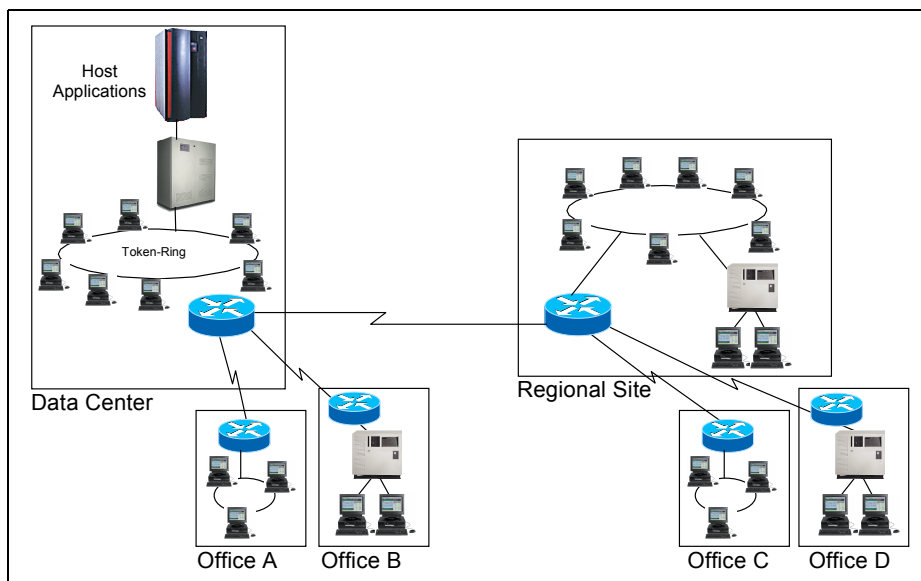 Host
Applications
Token-Ring
Data Center
Regional Site
Office A
Office B
Office C
Office D